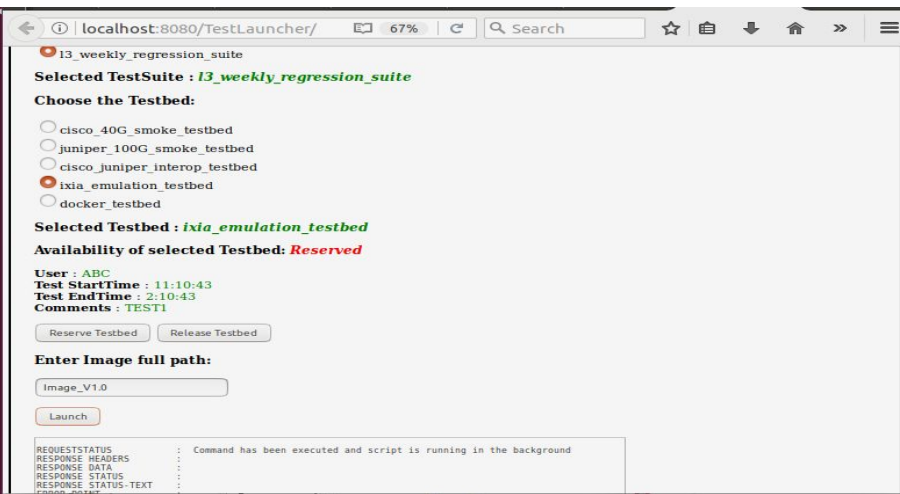 localhost:8080/TestLauncher/ 67% Search
l3_weekly_regression_suite
Selected TestSuite : l3_weekly_regression_suite
Choose the Testbed:
cisco_40G_smoke_testbed
juniper_100G_smoke_testbed
cisco_juniper_interop_testbed
ixia_emulation_testbed
docker_testbed
Selected Testbed : ixia_emulation_testbed
Availability of selected Testbed: Reserved
User : ABC
Test StartTime : 11:10:43
Test EndTime : 2:10:43
Comments : TEST1
Reserve Testbed Release Testbed
Enter Image full path:
Image_V1.0
Launch
REQUESTSTATUS : Command has been executed and script is running in the background
RESPONSE HEADERS :
RESPONSE DATA :
RESPONSE STATUS :
RESPONSE STATUS-TEXT :